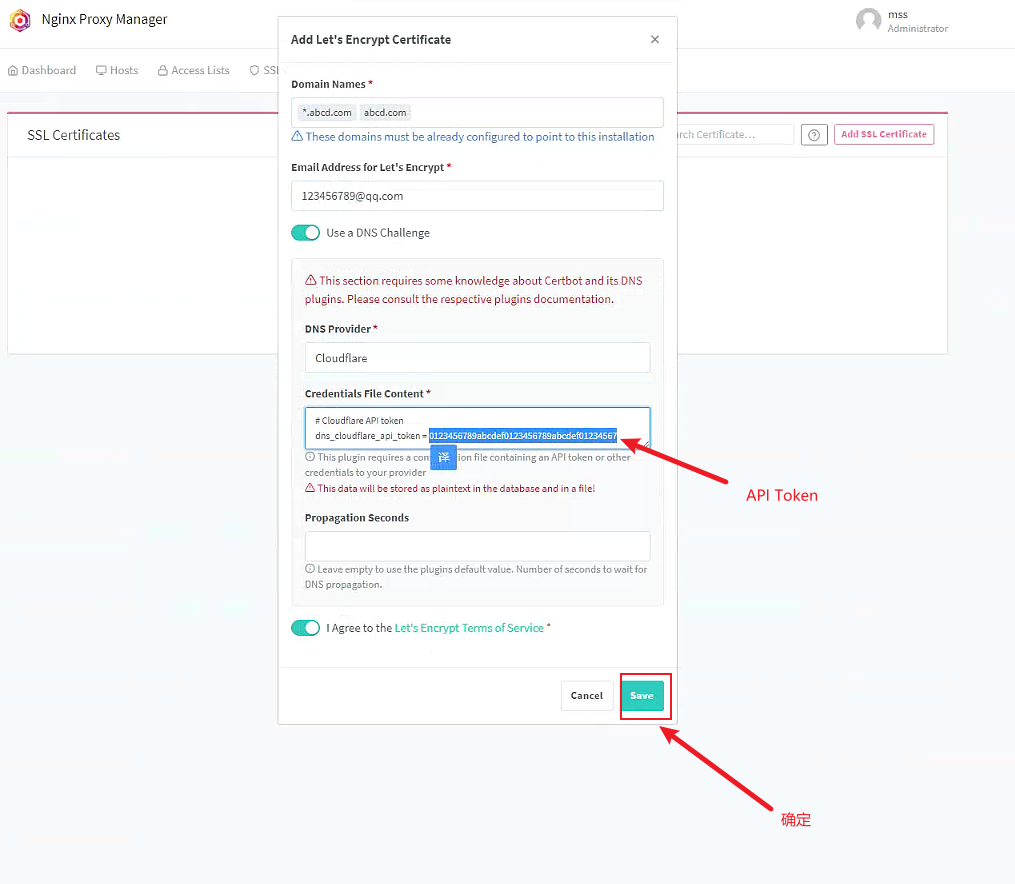 Nginx Proxy Manager
mss
Administrator
Dashboard
Hosts
Access Lists
SSL Certificates
Add SSL Certificate
Add Let's Encrypt Certificate
×
Domain Names *
*.abcd.com
abcd.com
These domains must be already configured to point to this installation
Email Address for Let's Encrypt *
123456789@qq.com
Use a DNS Challenge
This section requires some knowledge about Certbot and its DNS
plugins. Please consult the respective plugins documentation.
DNS Provider *
Cloudflare
Credentials File Content *
# Cloudflare API token
dns_cloudflare_api_token = 0123456789abcdef0123456789abcdef01234567
译
This plugin requires a file containing an API token or other
credentials to your provider
This data will be stored as plaintext in the database and in a file!
API Token
Propagation Seconds
Leave empty to use the plugins default value. Number of seconds to wait for
DNS propagation.
I Agree to the Let's Encrypt Terms of Service *
Cancel
Save
确定